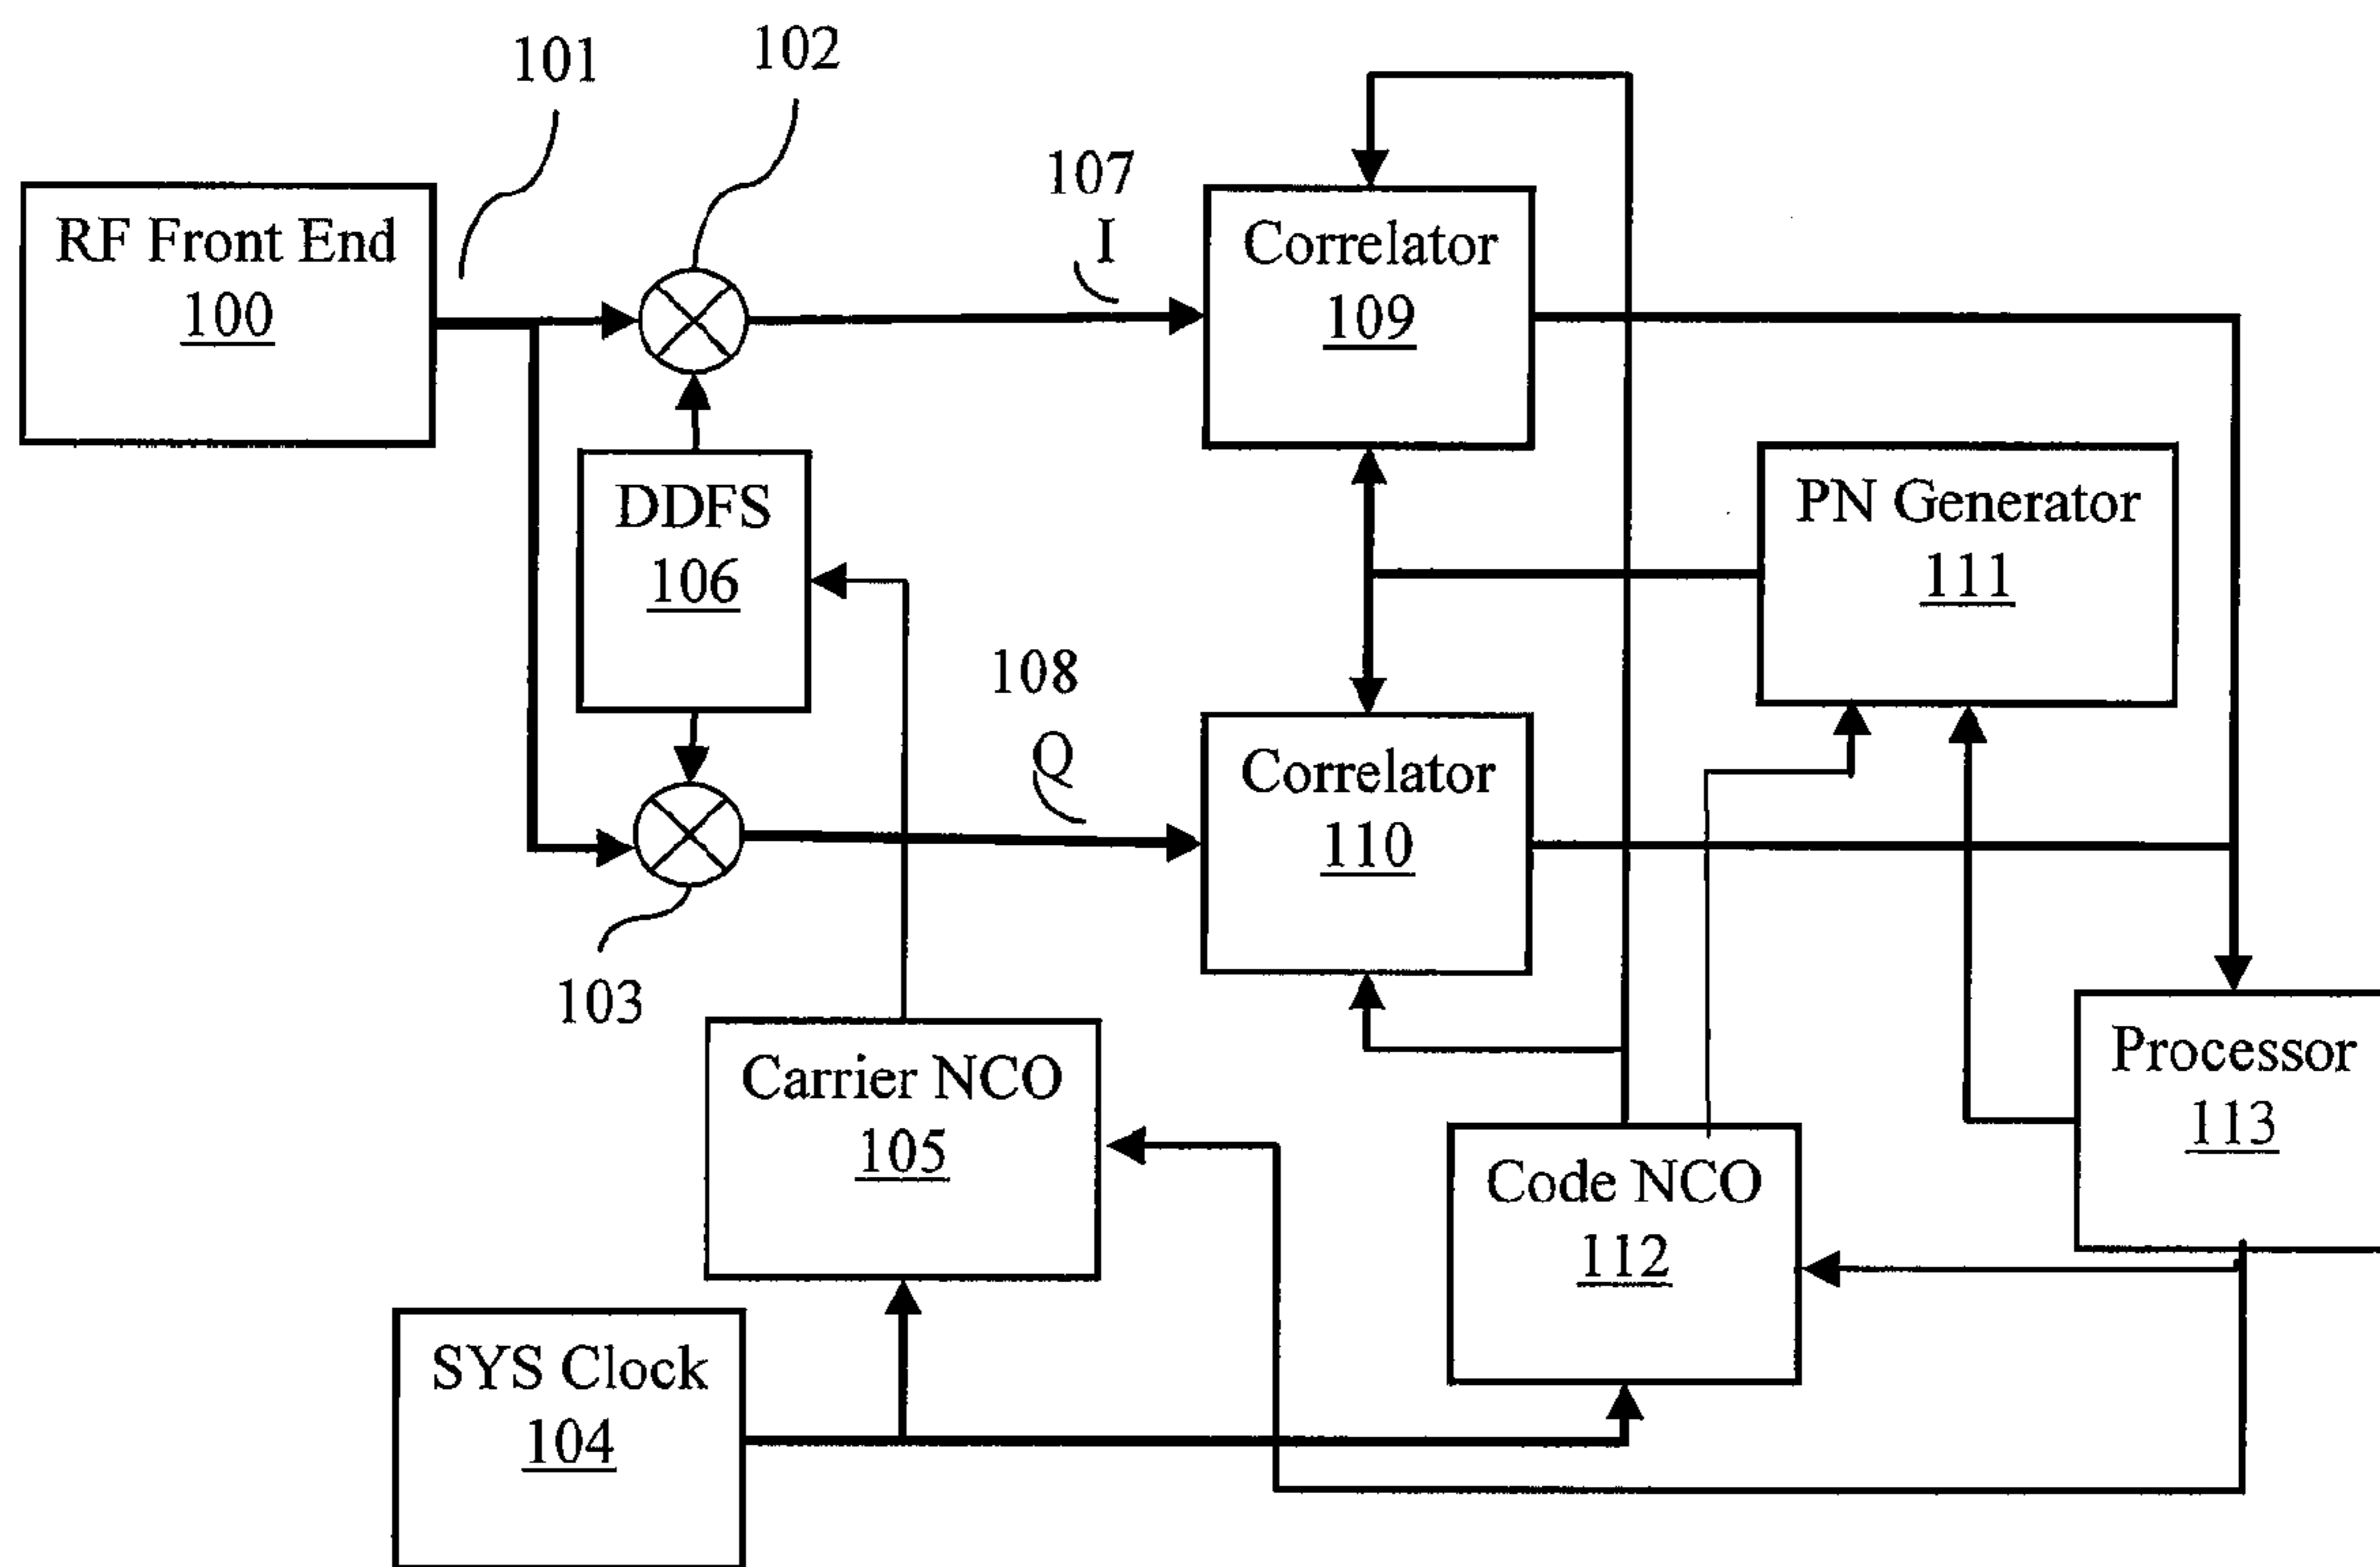 101
102
RF Front End
100
107
I
Correlator
109
DDFS
106
PN Generator
111
108
Q
Correlator
110
103
Carrier NCO
105
Processor
113
Code NCO
112
SYS Clock
104